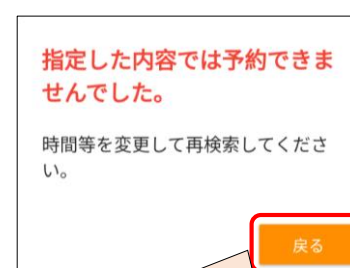 指定した内容では予約できま
せんでした。
時間等を変更して再検索してくださ
い。
戻る